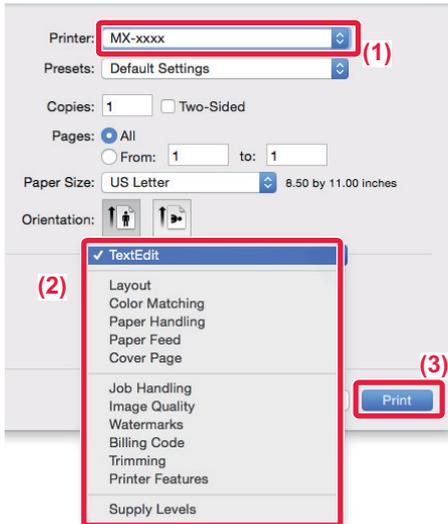 Printer: MX-xxxx
(1)
Presets: Default Settings
Copies: 1 Two-Sided
Pages: All
From: 1 to: 1
Paper Size: US Letter 8.50 by 11.00 inches
Orientation:
(2)
✓ TextEdit
Layout
Color Matching
Paper Handling
Paper Feed
Cover Page
Job Handling
Image Quality
Watermarks
Billing Code
Trimming
Printer Features
Supply Levels
(3)
Print